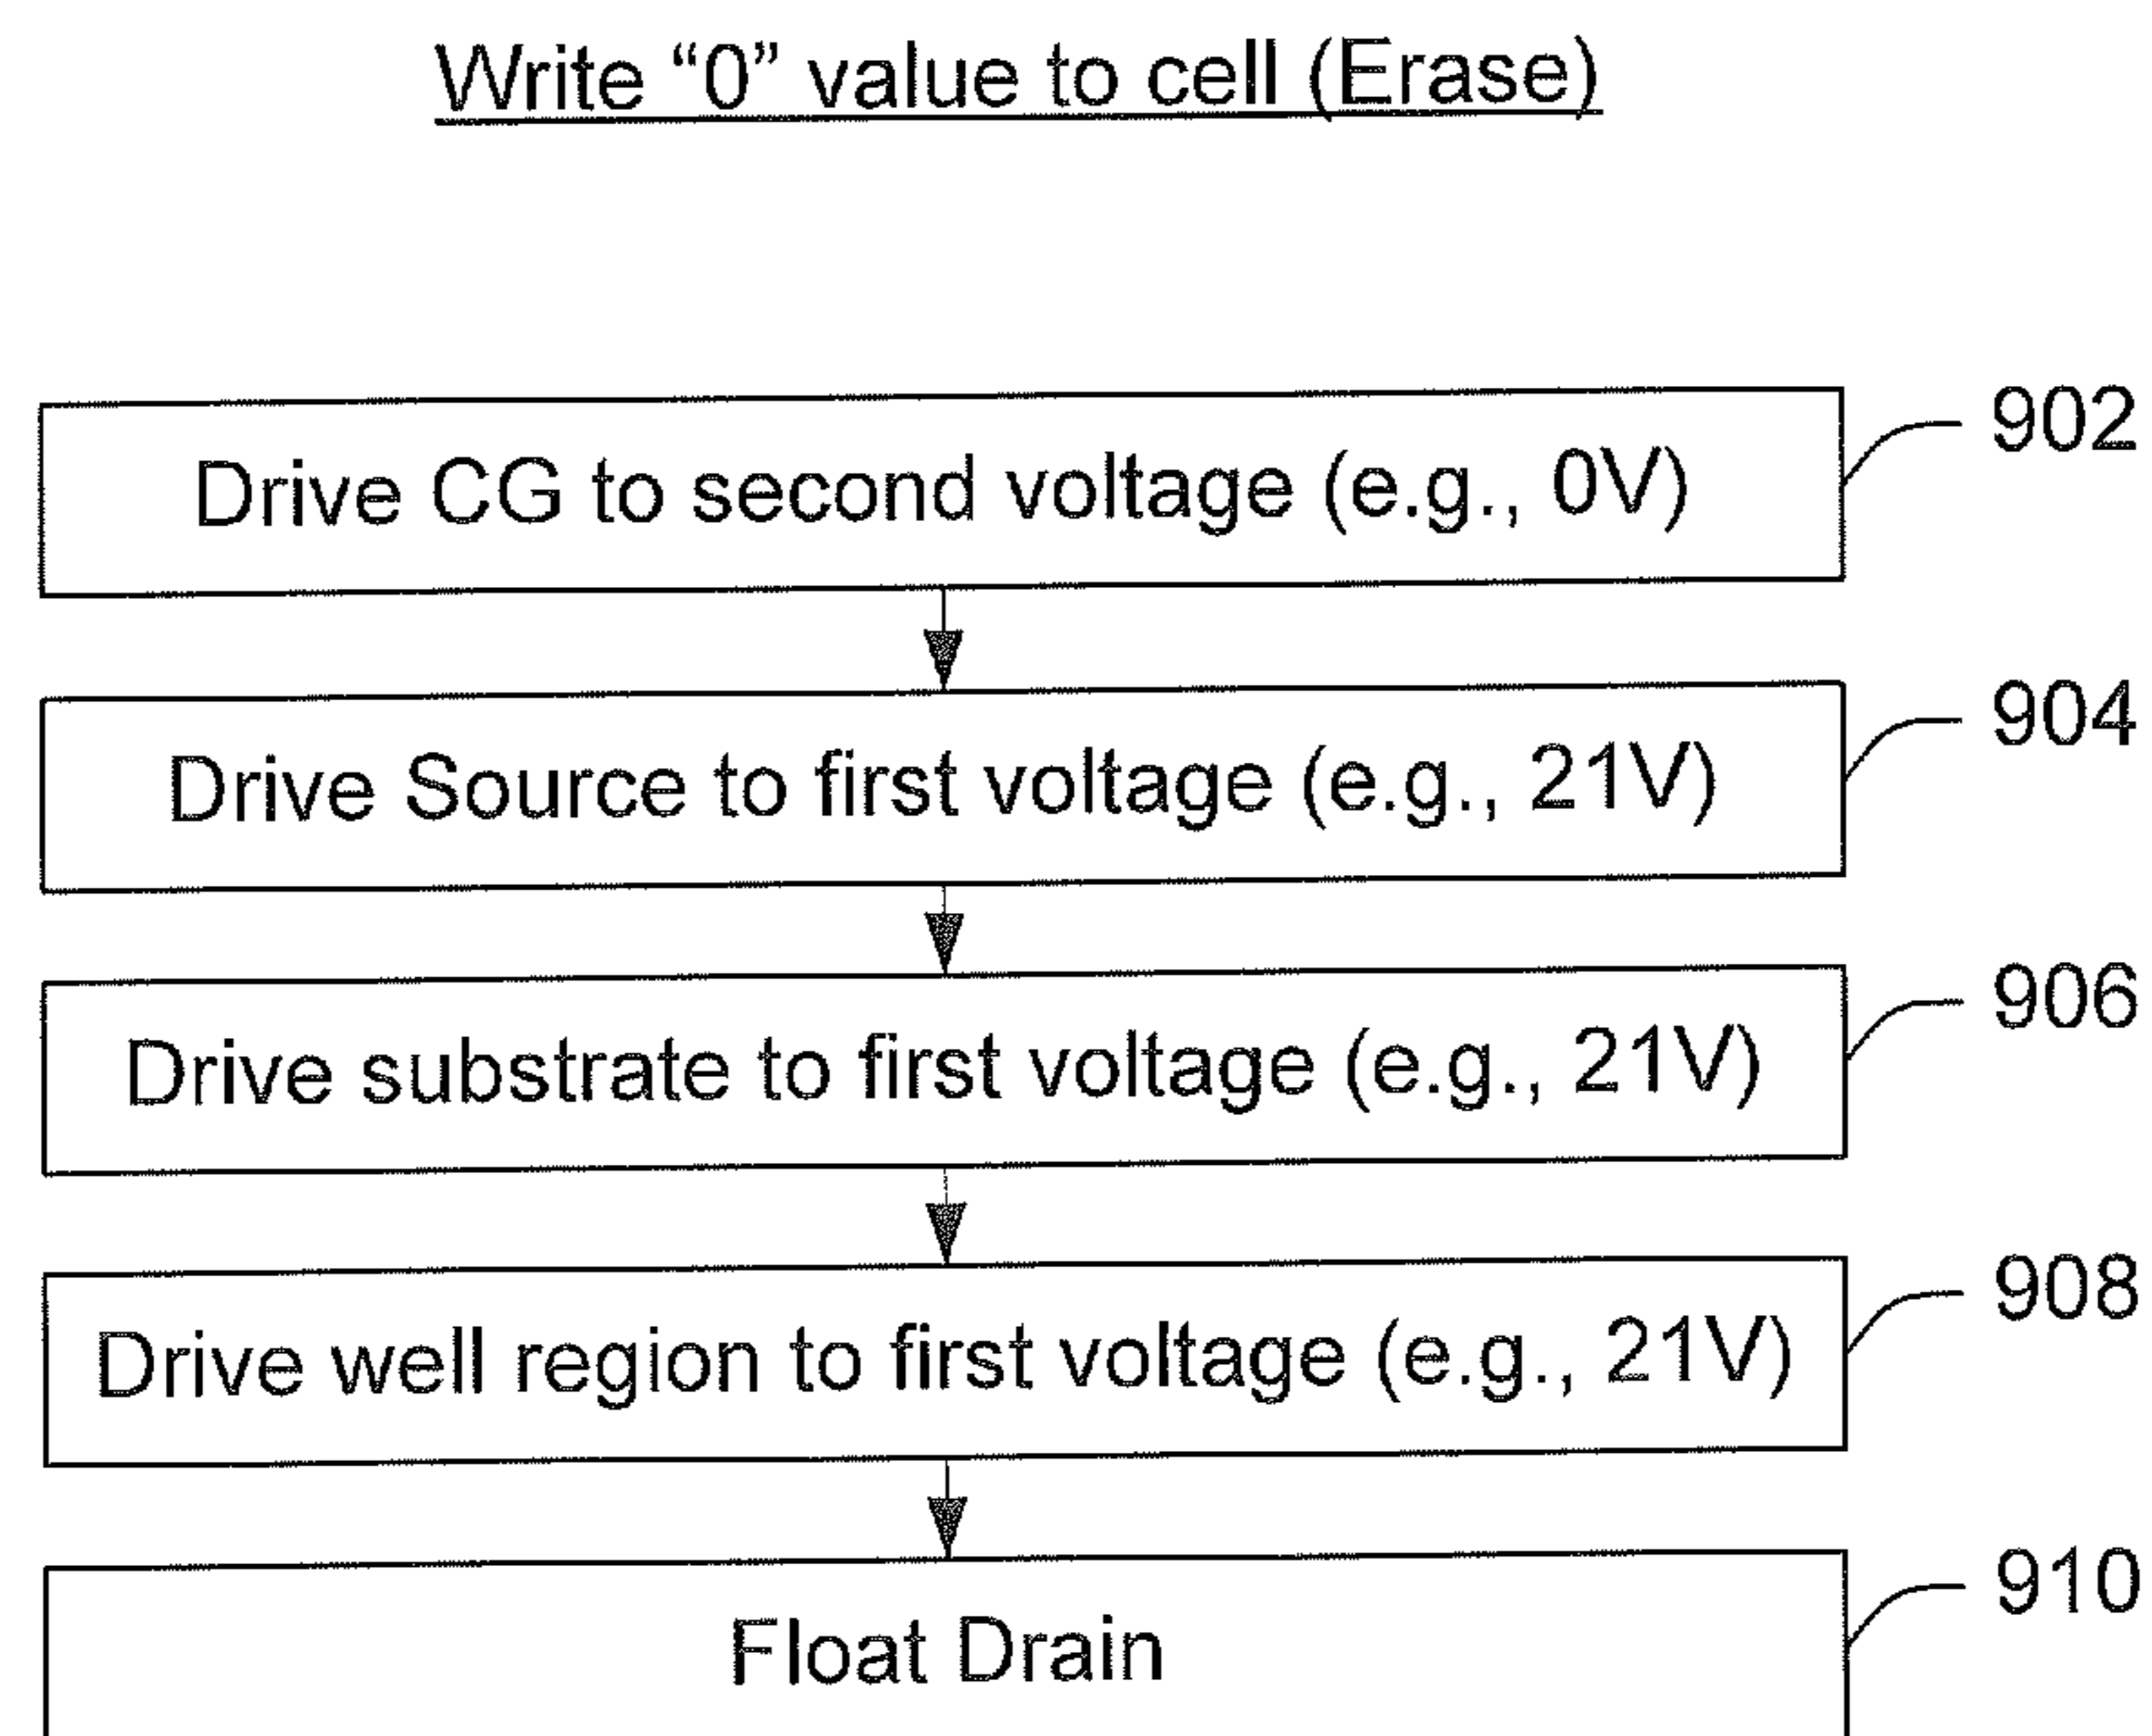 Write “0” value to cell (Erase)
902
Drive CG to second voltage (e.g., 0V)
904
Drive Source to first voltage (e.g., 21V)
906
Drive substrate to first voltage (e.g., 21V)
908
Drive well region to first voltage (e.g., 21V)
910
Float Drain